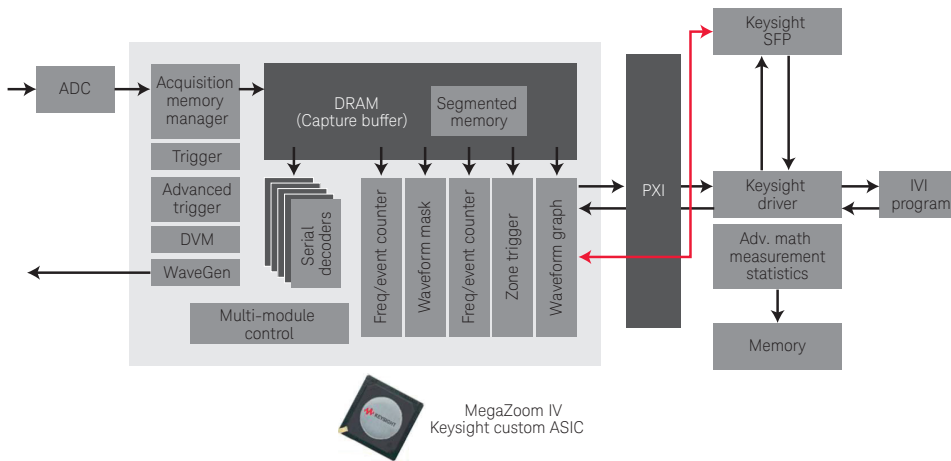 ADC
Acquisition
memory
manager
Trigger
Advanced
trigger
DVM
WaveGen
DRAM
(Capture buffer)
Segmented
memory
Serial
decoders
Freq/event counter
Waveform mask
Freq/event counter
Zone trigger
Waveform graph
Multi-module
control
PXI
Keysight
SFP
Keysight
driver
IVI
program
Adv. math
measurement
statistics
Memory
KEYSIGHT
MegaZoom IV
Keysight custom ASIC